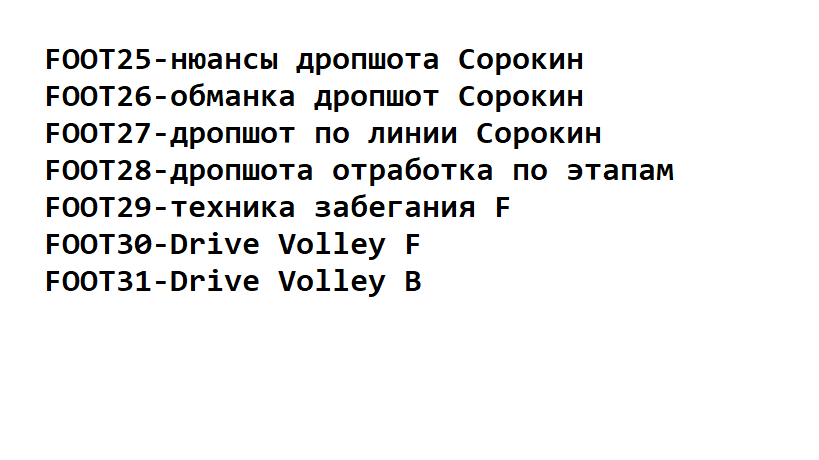 FOOT25-нюансы дропшота Сорокин
FOOT26-обманка дропшот Сорокин
FOOT27-дропшот по линии Сорокин
FOOT28-дропшота отработка по этапам
FOOT29-техника забегания F
FOOT30-Drive Volley F
FOOT31-Drive Volley B